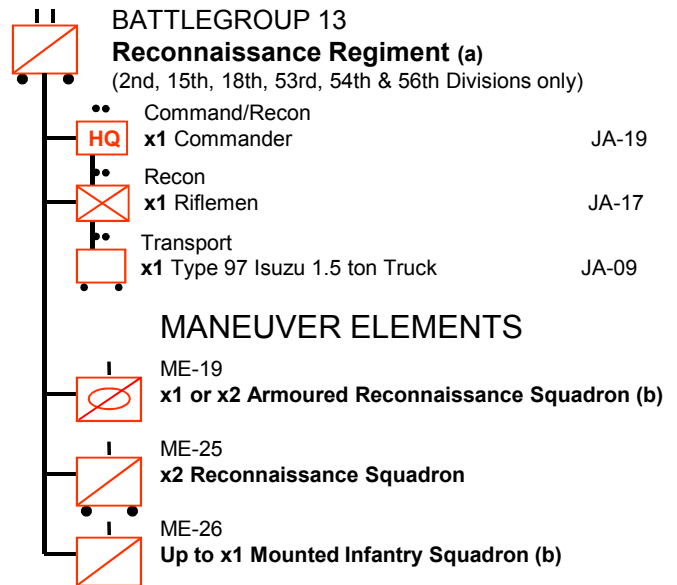 BATTLEGROUP 13
Reconnaissance Regiment (a)
(2nd, 15th, 18th, 53rd, 54th & 56th Divisions only)
Command/Recon
HQ x1 Commander JA-19
Recon
x1 Riflemen JA-17
Transport
x1 Type 97 Isuzu 1.5 ton Truck JA-09
MANEUVER ELEMENTS
ME-19
x1 or x2 Armoured Reconnaissance Squadron (b)
ME-25
x2 Reconnaissance Squadron
ME-26
Up to x1 Mounted Infantry Squadron (b)